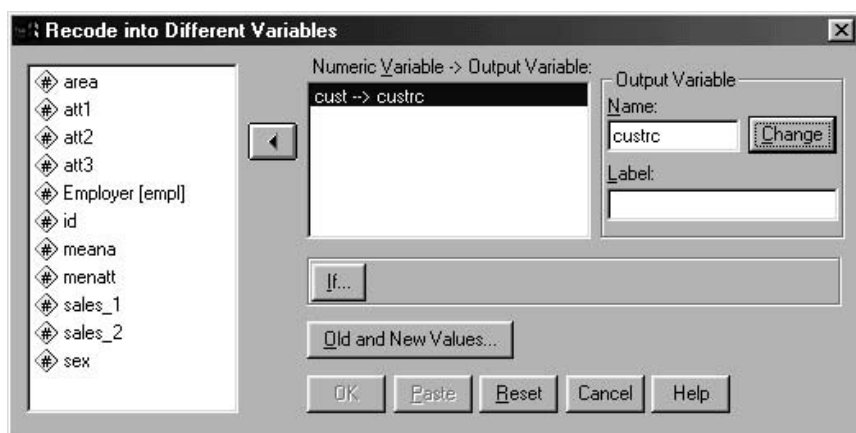 Recode into Different Variables
area
att1
att2
att3
Employer [empl]
id
meana
menatt
sales_1
sales_2
sex
Numeric Variable -> Output Variable:
cust --> custrc
Output Variable
Name:
custrc
Change
Label:
If...
Old and New Values...
OK
Paste
Reset
Cancel
Help